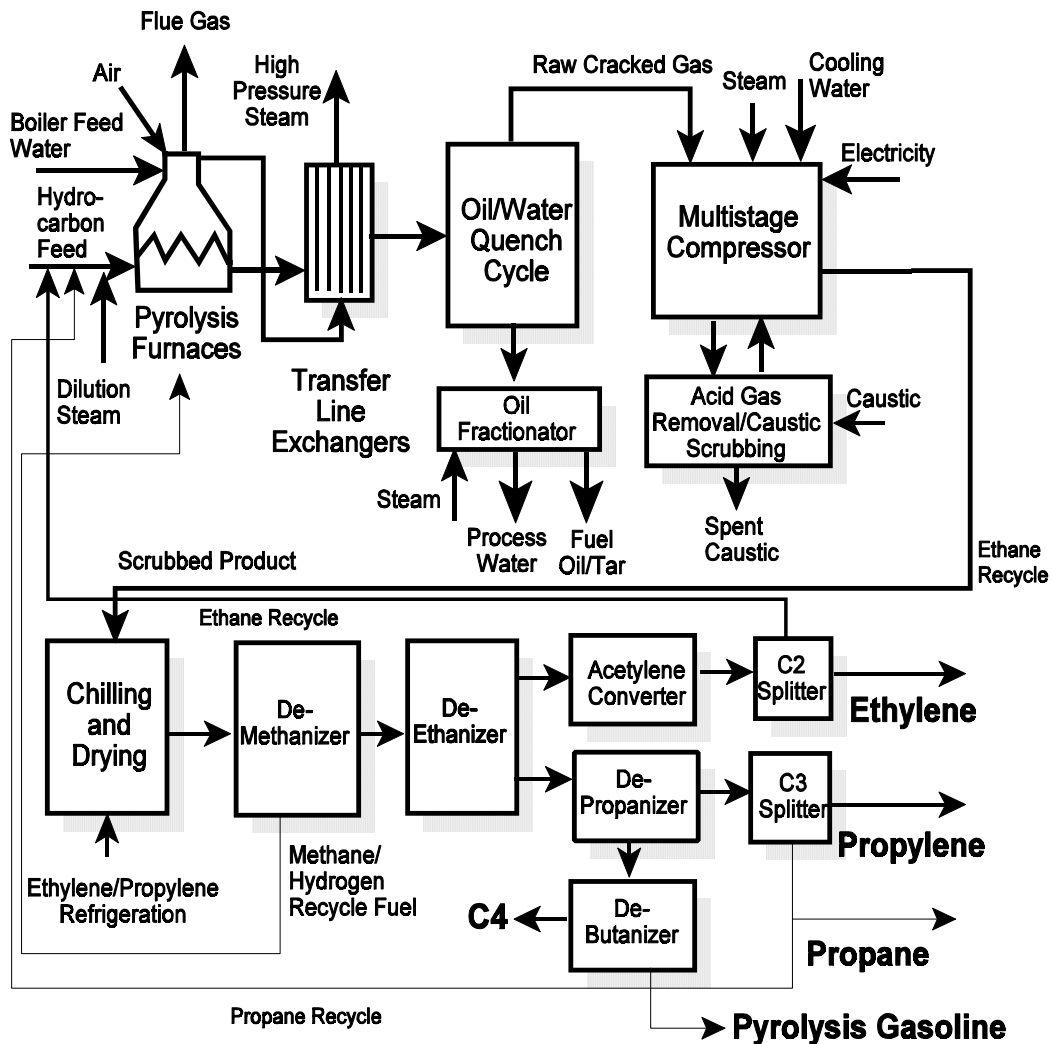 Flue Gas
Air
High
Pressure
Steam
Raw Cracked Gas
Steam
Cooling
Water
Boiler Feed
Water
Electricity
Hydro-
carbon
Feed
Oil/Water
Quench
Cycle
Multistage
Compressor
Pyrolysis
Furnaces
Dilution
Steam
Transfer
Line
Exchangers
Oil
Fractionator
Acid Gas
Removal/Caustic
Scrubbing
Caustic
Steam
Process
Water
Fuel
Oil/Tar
Spent
Caustic
Scrubbed Product
Ethane
Recycle
Ethane Recycle
Chilling
and
Drying
De-
Methanizer
De-
Ethanizer
Acetylene
Converter
C2
Splitter
Ethylene
De-
Propanizer
C3
Splitter
Propylene
Ethylene/Propylene
Refrigeration
Methane/
Hydrogen
Recycle Fuel
C4
De-
Butanizer
Propane
Propane Recycle
Pyrolysis Gasoline